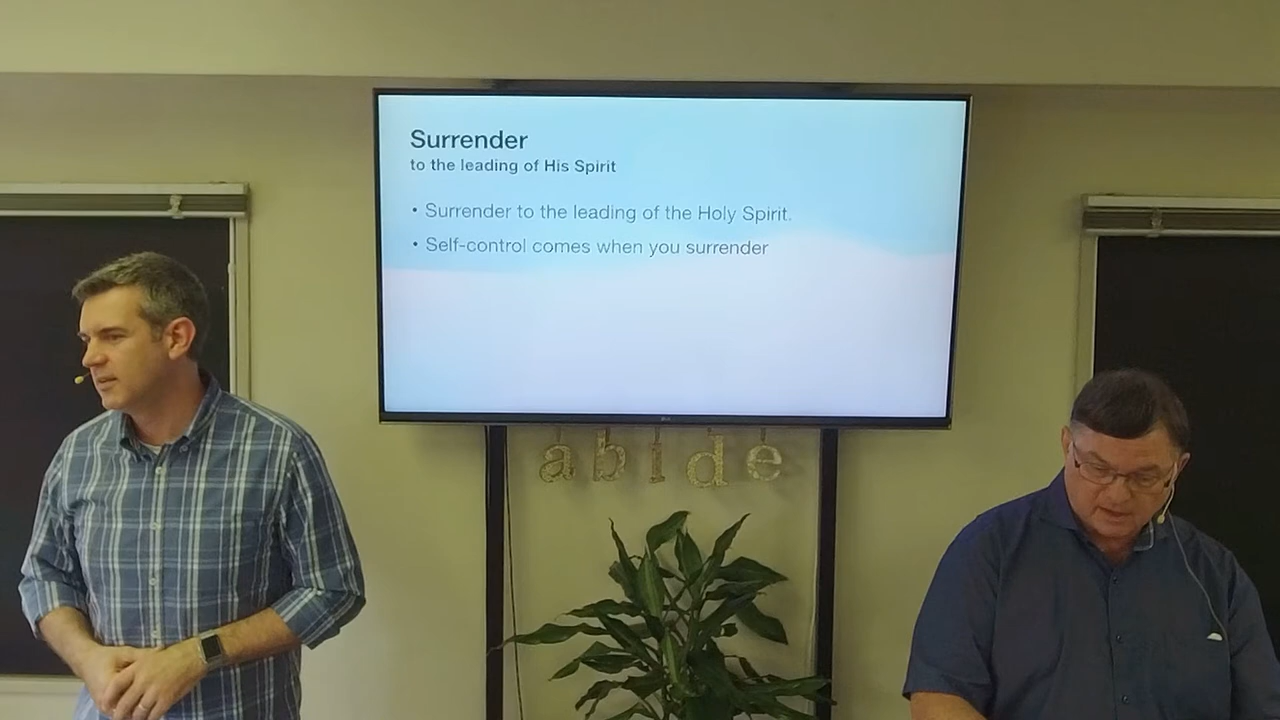 Surrender
to the leading of His Spirit
• Surrender to the leading of the Holy Spirit.
• Self-control comes when you surrender
abide